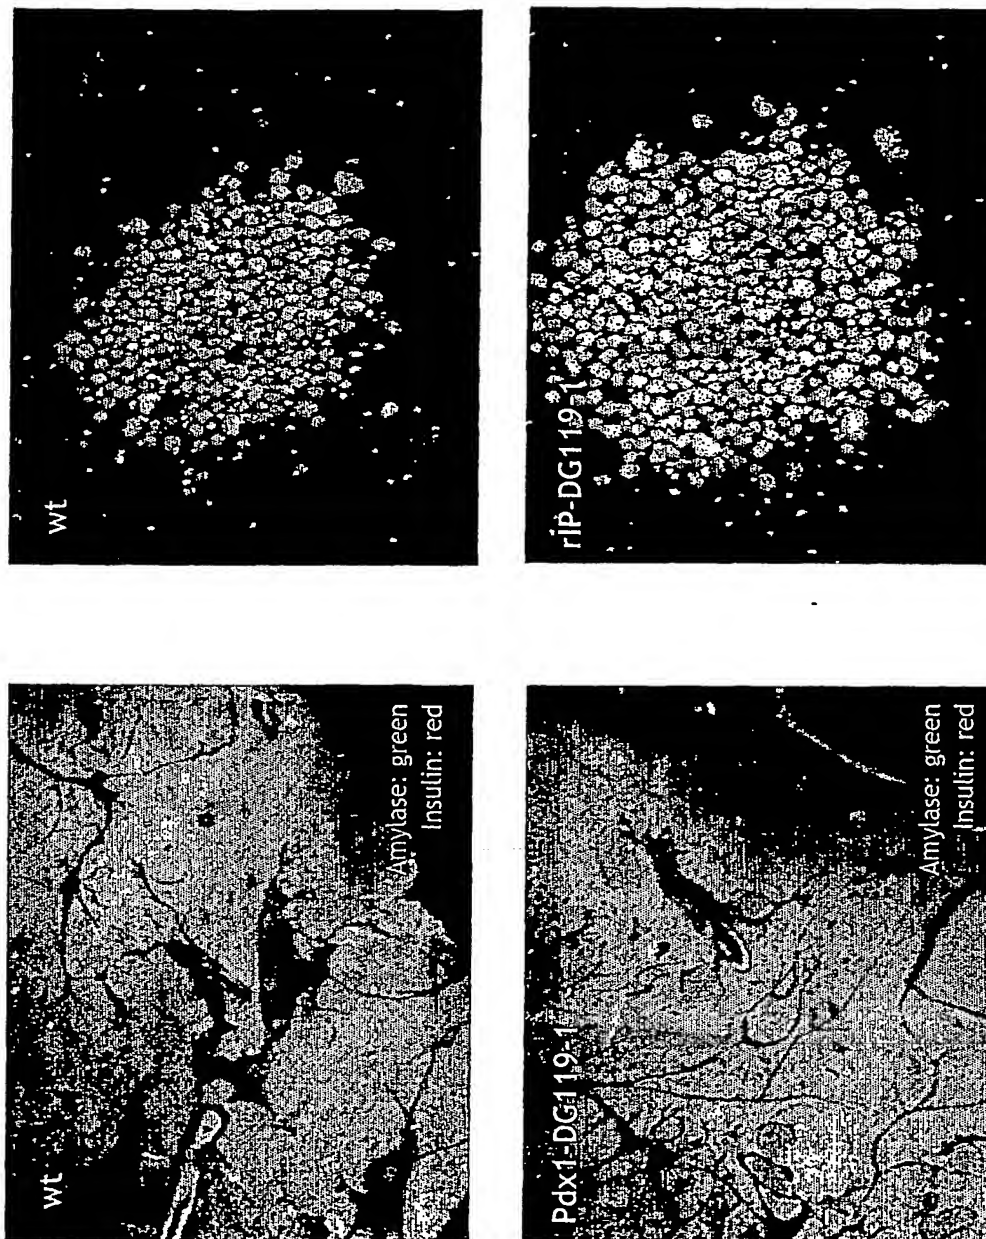 wt
Amylase: green
Insulin: red
wt
Pdx1-DG119-1
Amylase: green
Insulin: red
riP-DG119-1